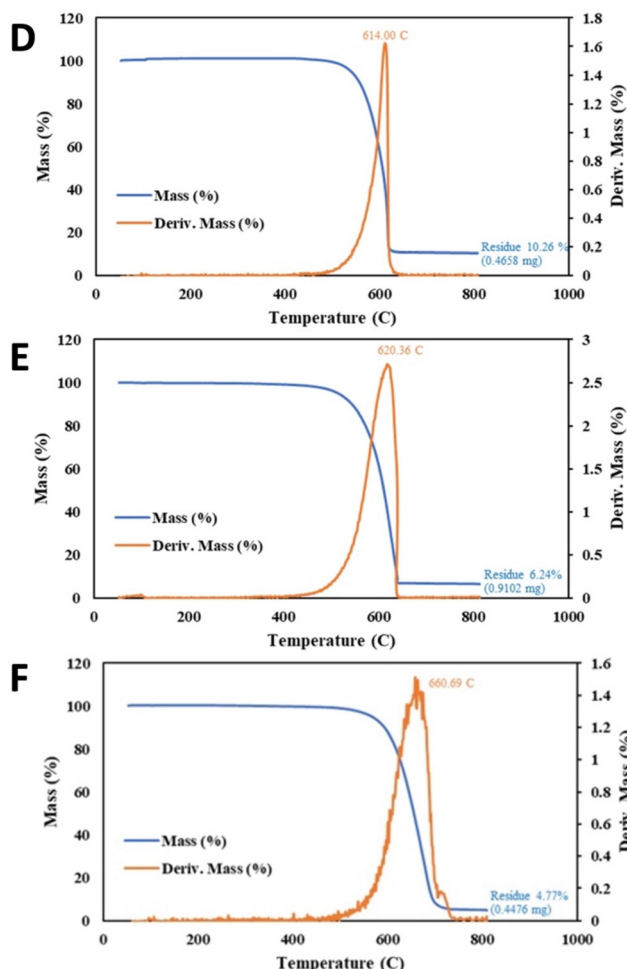 D
120
100
80
60
40
20
0
Mass (%)
614.00 C
Mass (%)
Deriv. Mass (%)
Residue 10.26 %
(0.4658 mg)
1.8
1.6
1.4
1.2
1
0.8
0.6
0.4
0.2
0
Deriv. Mass (%)
0 200 400 600 800 1000
Temperature (C)
E
120
100
80
60
40
20
0
Mass (%)
620.36 C
Mass (%)
Deriv. Mass (%)
Residue 6.24%
(0.9102 mg)
3
2.5
2
1.5
1
0.5
0
Deriv. Mass (%)
0 200 400 600 800 1000
Temperature (C)
F
120
100
80
60
40
20
0
Mass (%)
660.69 C
Mass (%)
Deriv. Mass (%)
Residue 4.77%
(0.4476 mg)
1.6
1.4
1.2
1
0.8
0.6
0.4
0.2
0
Deriv. Mass (%)
0 200 400 600 800 1000
Temperature (C)